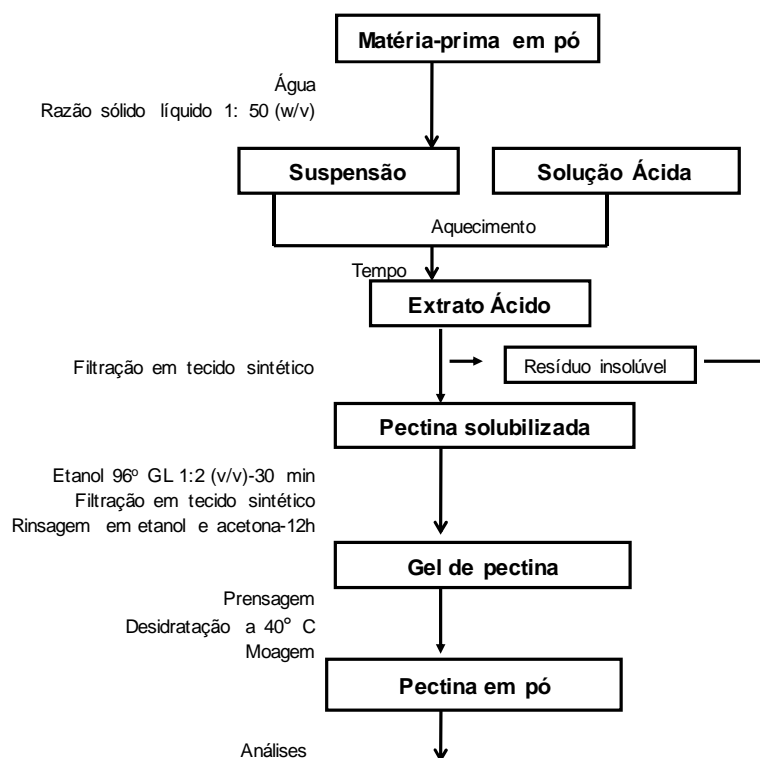 Matéria-prima em pó
Água
Razão sólido líquido 1: 50 (w/v)
Suspensão
Solução Ácida
Aquecimento
Tempo
Extrato Ácido
Filtração em tecido sintético
Resíduo insolúvel
Pectina solubilizada
Etanol 96º GL 1:2 (v/v)-30 min
Filtração em tecido sintético
Rinsagem em etanol e acetona-12h
Gel de pectina
Prensagem
Desidratação a 40° C
Moagem
Pectina em pó
Análises